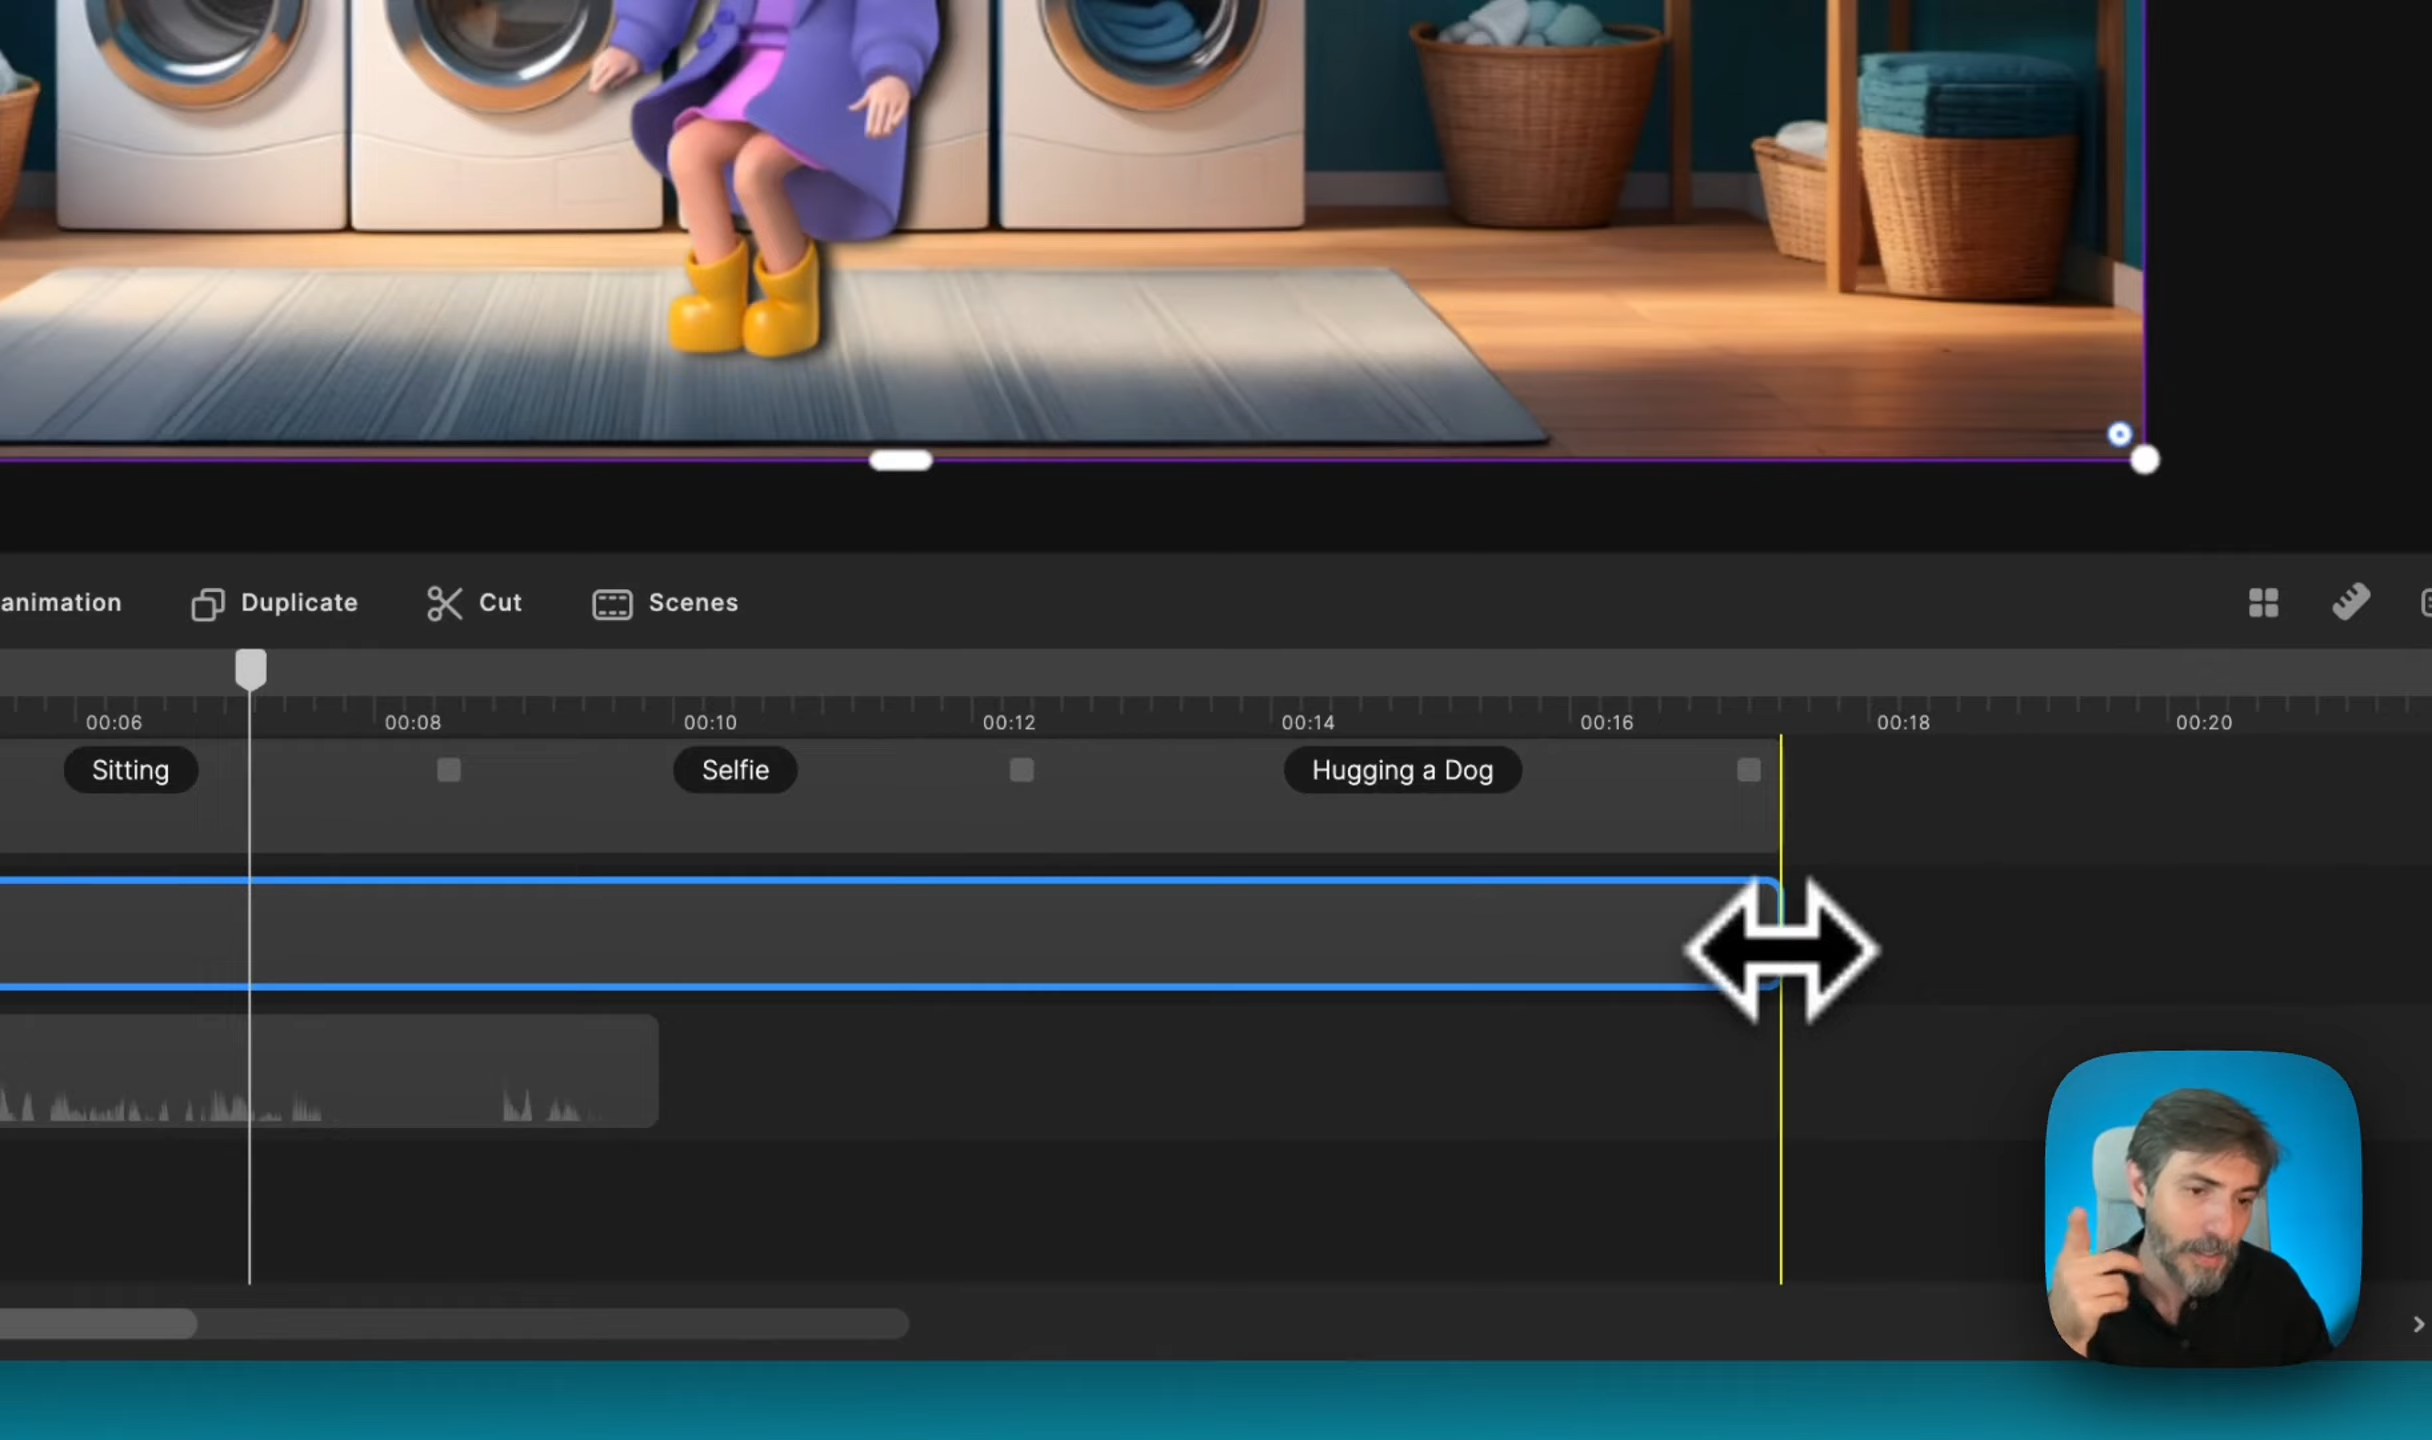 animation Duplicate Cut Scenes
00:06 00:08 00:10 00:12 00:14 00:16 00:18 00:20
Sitting Selfie Hugging a Dog